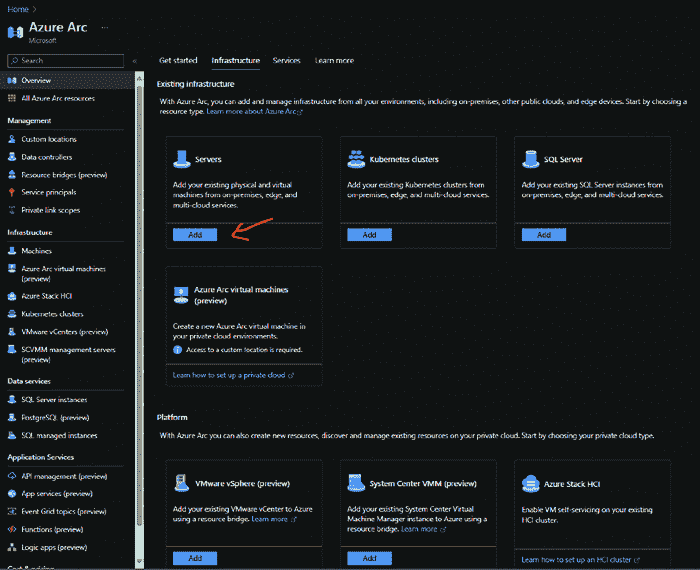 Home >
Azure Arc ...
Microsoft
Search
«
Overview
All Azure Arc resources
Management
Custom locations
Data controllers
Resource bridges (preview)
Service principals
Private link scopes
Infrastructure
Machines
Azure Arc virtual machines
(preview)
Azure Stack HCI
Kubernetes clusters
VMware vCenters (preview)
SCVMM management servers
(preview)
Data services
SQL Server instances
PostgreSQL (preview)
SQL managed instances
Application Services
API management (preview)
App services (preview)
Event Grid topics (preview)
Functions (preview)
Logic apps (preview)
Get started Infrastructure Services Learn more
Existing infrastructure
With Azure Arc, you can add and manage infrastructure from all your environments, including on-premises, other public clouds, and edge devices. Start by choosing a
resource type. Learn more about Azure Arc
Servers
Add your existing physical and virtual
machines from on-premises, edge, and
multi-cloud services.
Add
Kubernetes clusters
Add your existing Kubernetes clusters from
on-premises, edge, and multi-cloud services.
Add
SQL Server
Add your existing SQL Server instances from
on-premises, edge, and multi-cloud services.
Add
Azure Arc virtual machines
(preview)
Create a new Azure Arc virtual machine in
your private cloud environments.
Access to a custom location is required.
Learn how to set up a private cloud
Platform
With Azure Arc you can also create new resources, discover and manage existing resources on your private cloud. Start by choosing your private cloud type.
VMware vSphere (preview)
Add your existing VMware vCenter to Azure
using a resource bridge. Learn more
Add
System Center VMM (preview)
Add your existing System Center Virtual
Machine Manager instance to Azure using a
resource bridge. Learn more
Add
Azure Stack HCI
Enable VM self-servicing on your existing
HCI cluster.
Learn how to set up an HCI cluster